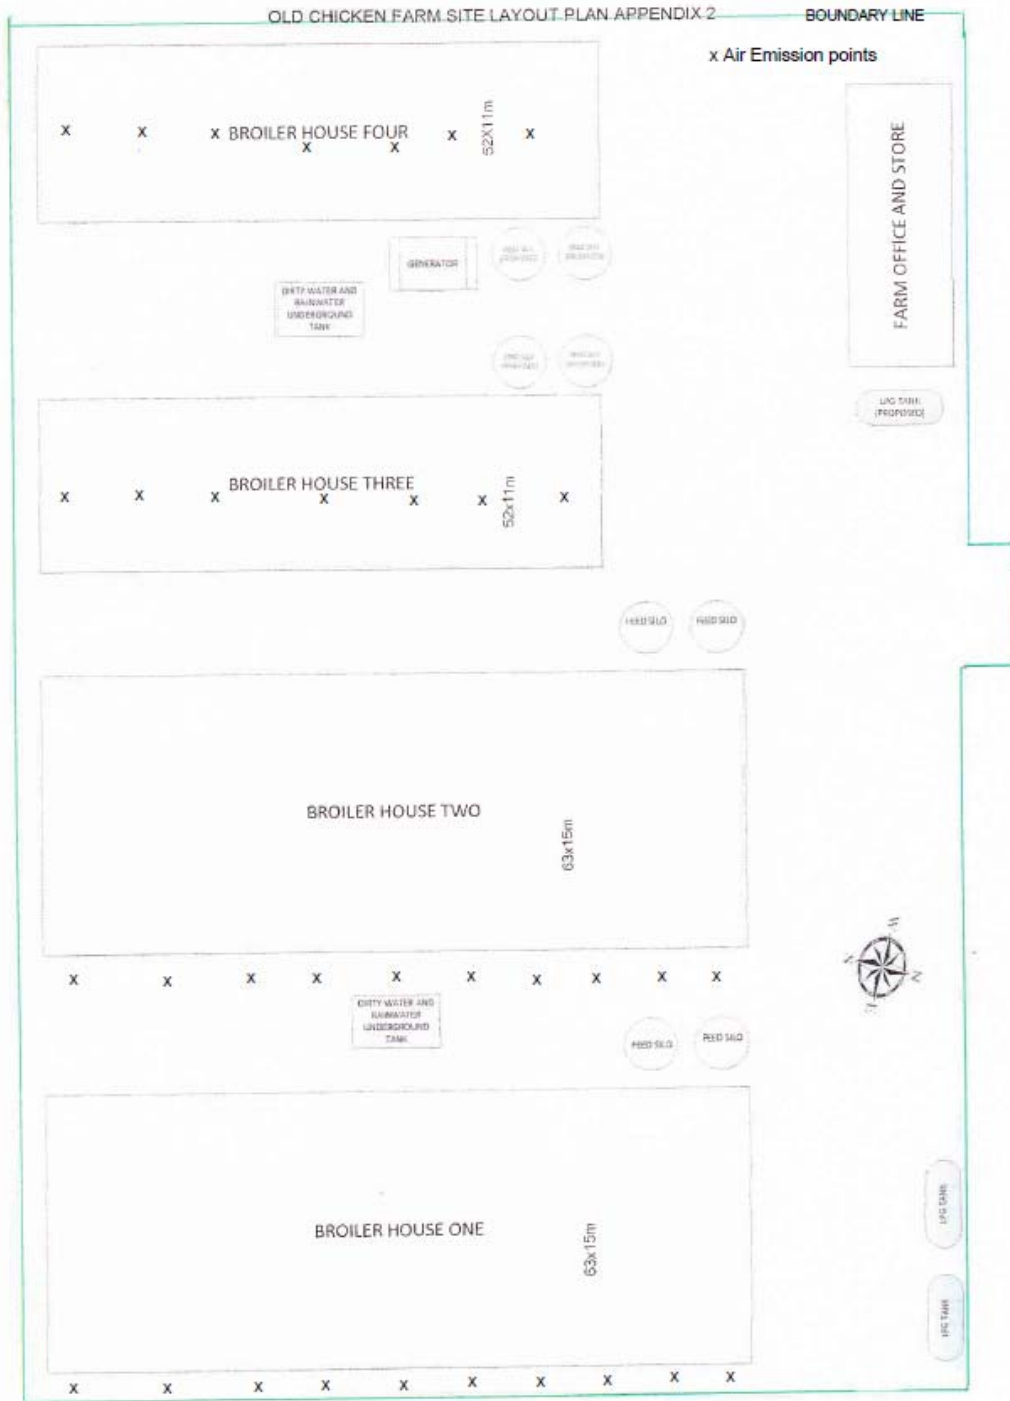 OLD CHICKEN FARM SITE LAYOUT PLAN APPENDIX 2
BOUNDARY LINE
x Air Emission points
BROILER HOUSE FOUR
x x x x x x x
52X11m
FARM OFFICE AND STORE
GENERATOR
DIRTY WATER AND
RAINWATER
UNDERGROUND
TANK
LPG TANK
(PROPOSED)
BROILER HOUSE THREE
x x x x x x x
52x11m
FEED SILO
FEED SILO
BROILER HOUSE TWO
63x15m
x x x x x x x x x x
DIRTY WATER AND
RAINWATER
UNDERGROUND
TANK
FEED SILO
FEED SILO
BROILER HOUSE ONE
63x15m
LPG TANK
LPG TANK
x x x x x x x x x x